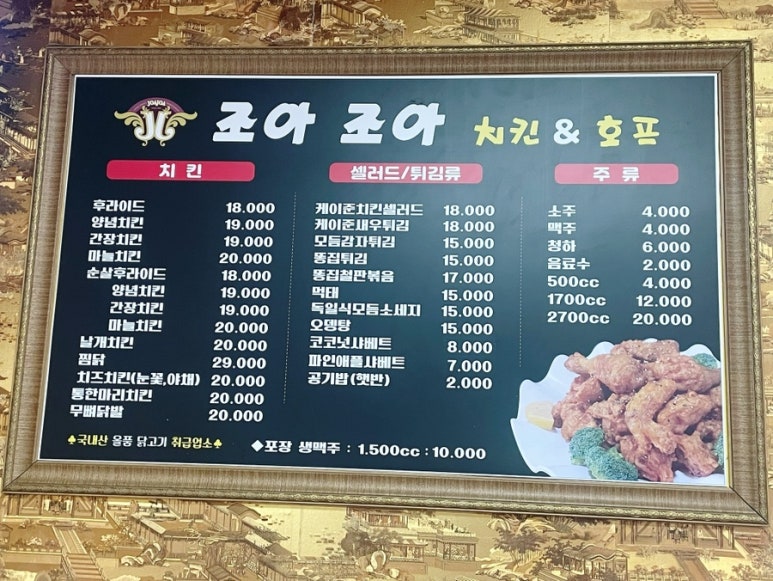 JOAJOA
조아 조아 치킨 & 호프
치 킨
후라이드 18.000
양념치킨 19.000
간장치킨 19.000
마늘치킨 20.000
순살후라이드 18.000
양념치킨 19.000
간장치킨 19.000
마늘치킨 20.000
날개치킨 20.000
찜닭 29.000
치즈치킨(눈꽃,야채) 20.000
통한마리치킨 20.000
무뼈닭발 20.000
셀러드/튀김류
케이준치킨셀러드 18.000
케이준새우튀김 18.000
모듬감자튀김 15.000
똥집튀김 15.000
똥집철판볶음 17.000
먹태 15.000
독일식모듬소세지 15.000
오뎅탕 15.000
코코넛샤베트 8.000
파인애플샤베트 7.000
공기밥(햇반) 2.000
주 류
소주 4.000
맥주 4.000
청하 6.000
음료수 2.000
500cc 4.000
1700cc 12.000
2700cc 20.000
♠국내산 올품 닭고기 취급업소♠
◆포장 생맥주 : 1.500cc : 10.000